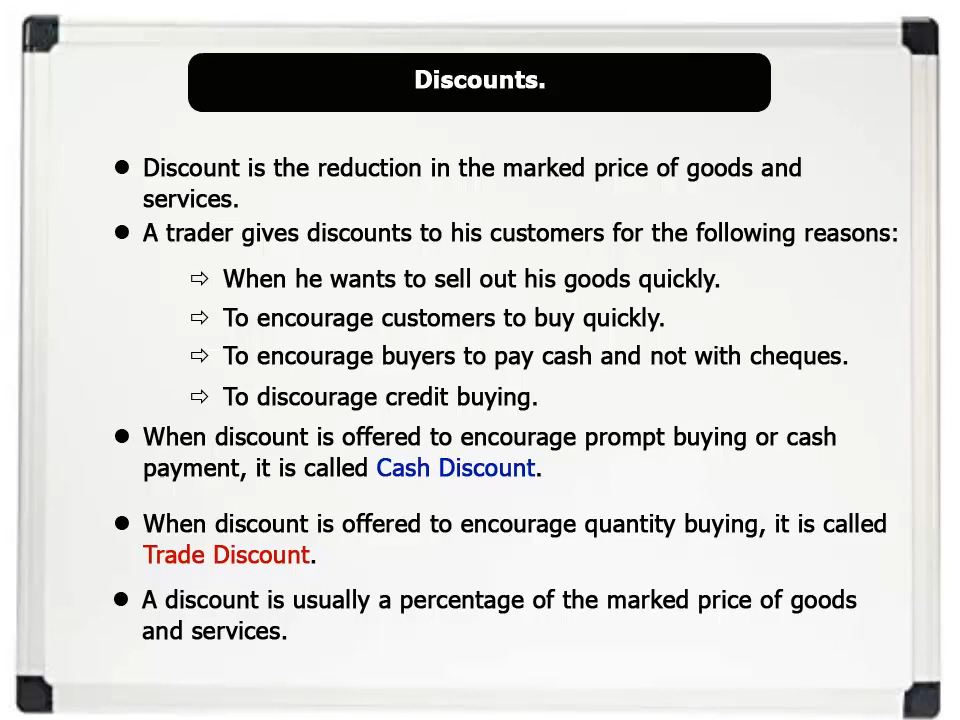 Discounts.
● Discount is the reduction in the marked price of goods and
services.
● A trader gives discounts to his customers for the following reasons:
⇨ When he wants to sell out his goods quickly.
⇨ To encourage customers to buy quickly.
⇨ To encourage buyers to pay cash and not with cheques.
⇨ To discourage credit buying.
● When discount is offered to encourage prompt buying or cash
payment, it is called Cash Discount.
● When discount is offered to encourage quantity buying, it is called
Trade Discount.
● A discount is usually a percentage of the marked price of goods
and services.